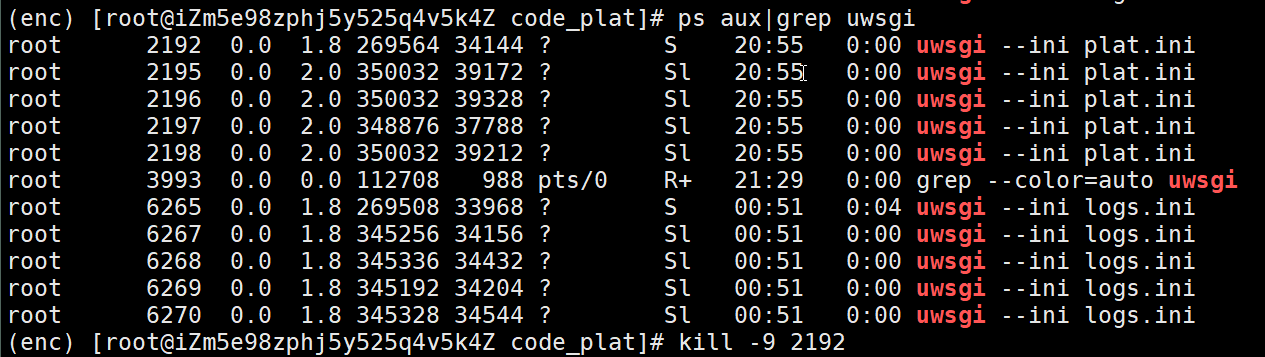 (enc) [root@iZm5e98zphj5y525q4v5k4Z code_plat]# ps aux|grep uwsgi
root 2192 0.0 1.8 269564 34144 ? S 20:55 0:00 uwsgi --ini plat.ini
root 2195 0.0 2.0 350032 39172 ? Sl 20:55 0:00 uwsgi --ini plat.ini
root 2196 0.0 2.0 350032 39328 ? Sl 20:55 0:00 uwsgi --ini plat.ini
root 2197 0.0 2.0 348876 37788 ? Sl 20:55 0:00 uwsgi --ini plat.ini
root 2198 0.0 2.0 350032 39212 ? Sl 20:55 0:00 uwsgi --ini plat.ini
root 3993 0.0 0.0 112708 988 pts/0 R+ 21:29 0:00 grep --color=auto uwsgi
root 6265 0.0 1.8 269508 33968 ? S 00:51 0:04 uwsgi --ini logs.ini
root 6267 0.0 1.8 345256 34156 ? Sl 00:51 0:00 uwsgi --ini logs.ini
root 6268 0.0 1.8 345336 34432 ? Sl 00:51 0:00 uwsgi --ini logs.ini
root 6269 0.0 1.8 345192 34204 ? Sl 00:51 0:00 uwsgi --ini logs.ini
root 6270 0.0 1.8 345328 34544 ? Sl 00:51 0:00 uwsgi --ini logs.ini
(enc) [root@iZm5e98zphj5y525q4v5k4Z code_plat]# kill -9 2192